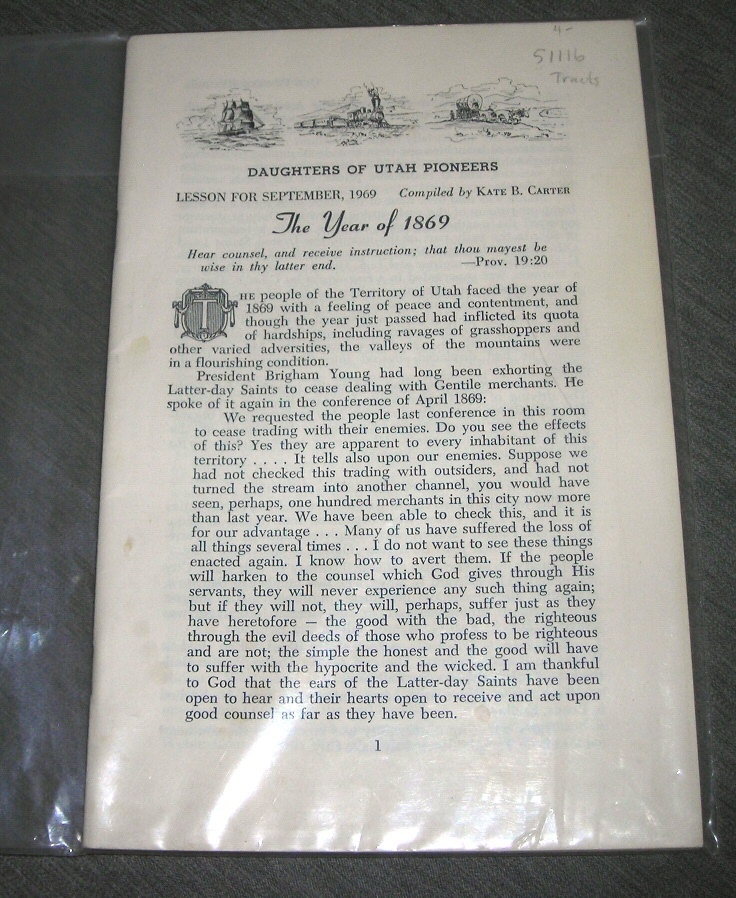 4-
51116
Tracts
DAUGHTERS OF UTAH PIONEERS
LESSON FOR SEPTEMBER, 1969 Compiled by KATE B. CARTER
The Year of 1869
Hear counsel, and receive instruction; that thou mayest be
wise in thy latter end. —Prov. 19:20
THE people of the Territory of Utah faced the year of
1869 with a feeling of peace and contentment, and
though the year just passed had inflicted its quota
of hardships, including ravages of grasshoppers and
other varied adversities, the valleys of the mountains were
in a flourishing condition.
President Brigham Young had long been exhorting the
Latter-day Saints to cease dealing with Gentile merchants. He
spoke of it again in the conference of April 1869:
We requested the people last conference in this room
to cease trading with their enemies. Do you see the effects
of this? Yes they are apparent to every inhabitant of this
territory . . . . It tells also upon our enemies. Suppose we
had not checked this trading with outsiders, and had not
turned the stream into another channel, you would have
seen, perhaps, one hundred merchants in this city now more
than last year. We have been able to check this, and it is
for our advantage . . . Many of us have suffered the loss of
all things several times . . . I do not want to see these things
enacted again. I know how to avert them. If the people
will harken to the counsel which God gives through His
servants, they will never experience any such thing again;
but if they will not, they will, perhaps, suffer just as they
have heretofore — the good with the bad, the righteous
through the evil deeds of those who profess to be righteous
and are not; the simple the honest and the good will have
to suffer with the hypocrite and the wicked. I am thankful
to God that the ears of the Latter-day Saints have been
open to hear and their hearts open to receive and act upon
good counsel as far as they have been.
1